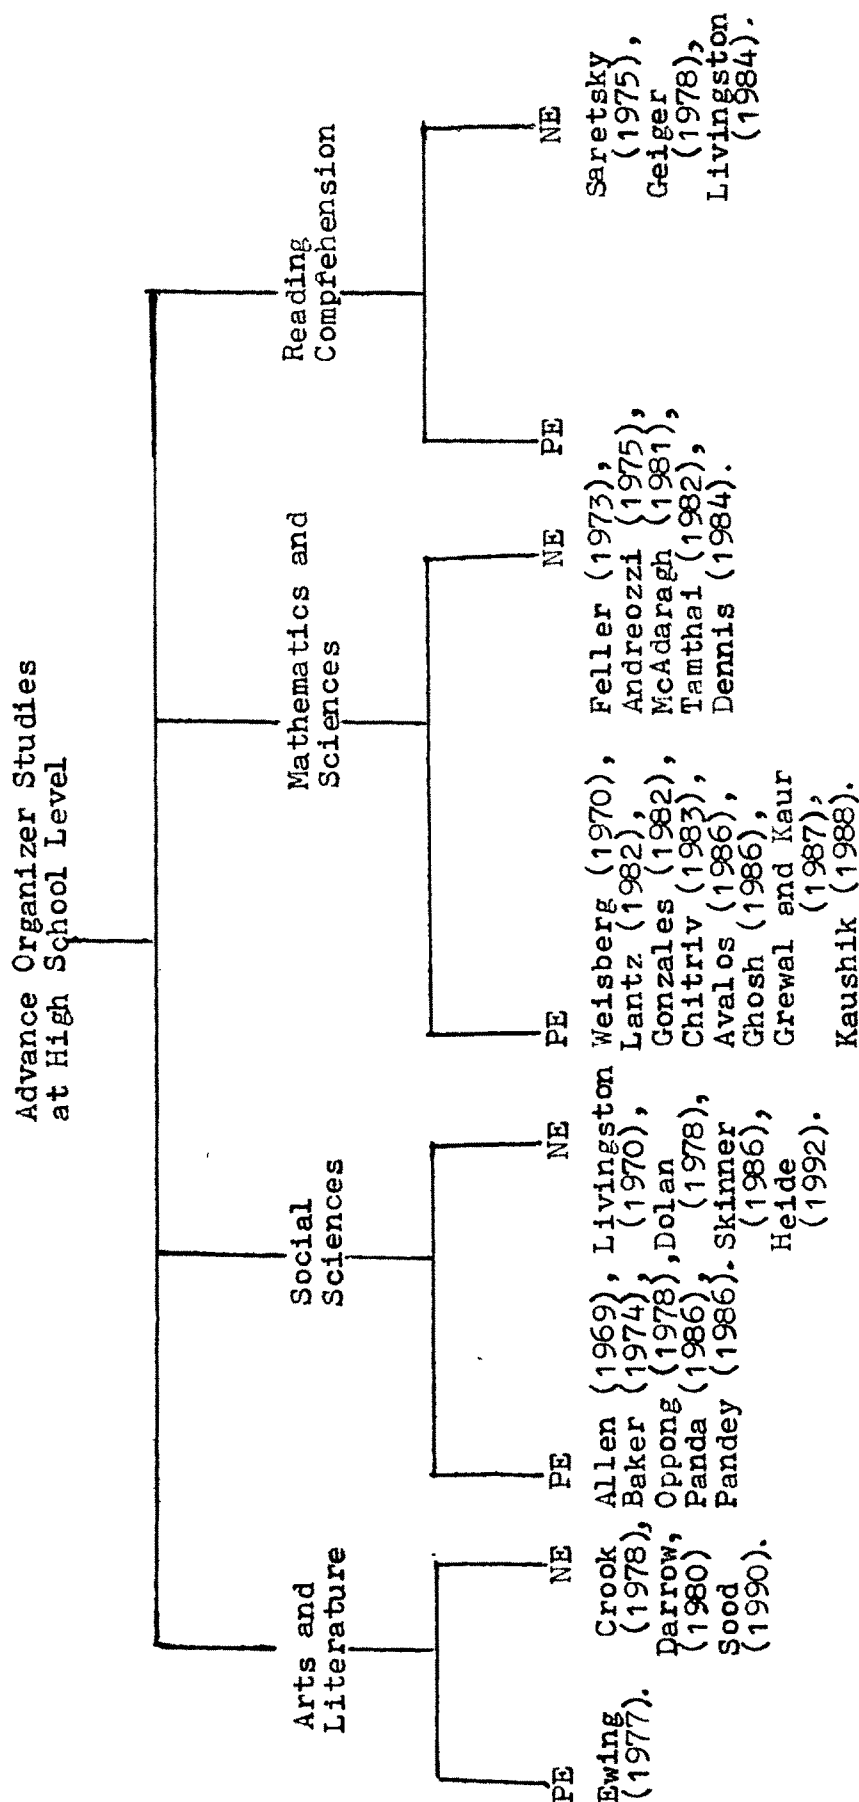 Advance Organizer Studies
at High School Level
Arts and
Literature
Social
Sciences
Mathematics and
Sciences
Reading
Comprehension
PE
NE
PE
NE
PE
NE
PE
NE
Ewing
(1977).
Crook
(1978),
Darrow,
(1980)
Sood
(1990).
Allen (1969),
Baker (1974),
Oppong (1978),
Panda (1986),
Pandey (1986).
Livingston
(1970),
Dolan
(1978),
Skinner
(1986),
Heide
(1992).
Weisberg (1970),
Lantz (1982),
Gonzales (1982),
Chitriv (1983),
Avalos (1986),
Ghosh (1986),
Grewal and Kaur
(1987),
Kaushik (1988).
Feller (1973),
Andreozzi (1975),
McAdaragh (1981),
Tamthai (1982),
Dennis (1984).
Saretsky
(1975),
Geiger
(1978),
Livingston
(1984).